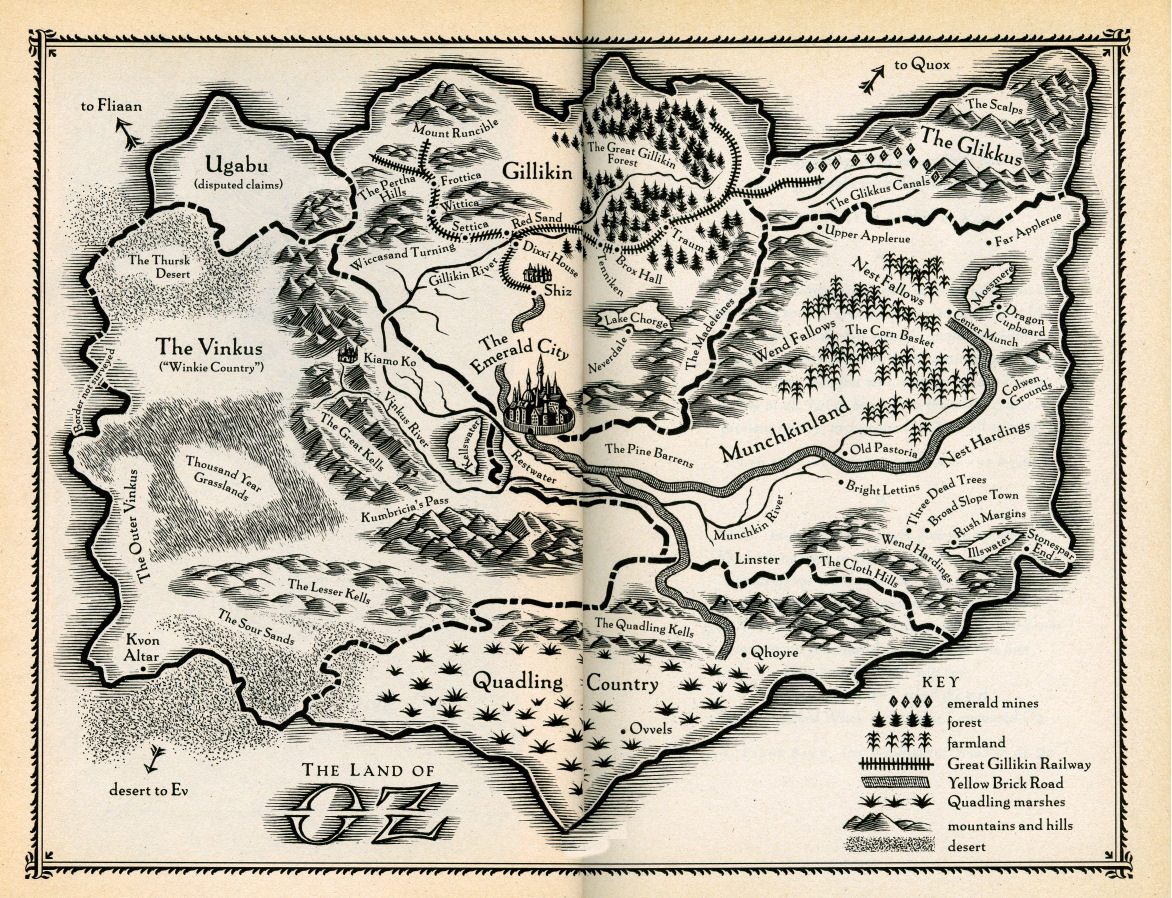 to Fliaan
to Quox
Ugabu
(disputed claims)
Mount Runcible
Gillikin
The Great Gillikin
Forest
The Scalps
The Glikkus
The Glikkus Canals
The Pertha
Hills
Frottica
Wittica
Settica
Red Sand
Wiccasand Turning
Dixxi House
Gillikin River
Shiz
Traum
Brox Hall
Tenniken
Upper Applerue
Far Applerue
The Thursk
Desert
Nest Fallows
Mossmere
Dragon
Cupboard
Center Munch
Lake Chorge
Neverdale
The Madeleines
Wend Fallows
The Corn Basket
The Vinkus
("Winkie Country")
Border not surveyed
Kiamo Ko
The
Emerald City
Colwen
Grounds
The Great Kells
Vinkus River
Kellswater
Restwater
The Pine Barrens
Munchkinland
Old Pastoria
Nest Hardings
Thousand Year
Grasslands
The Outer Vinkus
Kumbricia's Pass
Bright Lettins
Three Dead Trees
Broad Slope Town
Rush Margins
Munchkin River
Illswater
Stonespar
End
Wend Hardings
Linster
The Cloth Hills
The Lesser Kells
The Sour Sands
The Quadling Kells
Kvon
Altar
Qhoyre
Quadling Country
Ovvels
desert to Ev
THE LAND OF
OZ
KEY
emerald mines
forest
farmland
Great Gillikin Railway
Yellow Brick Road
Quadling marshes
mountains and hills
desert